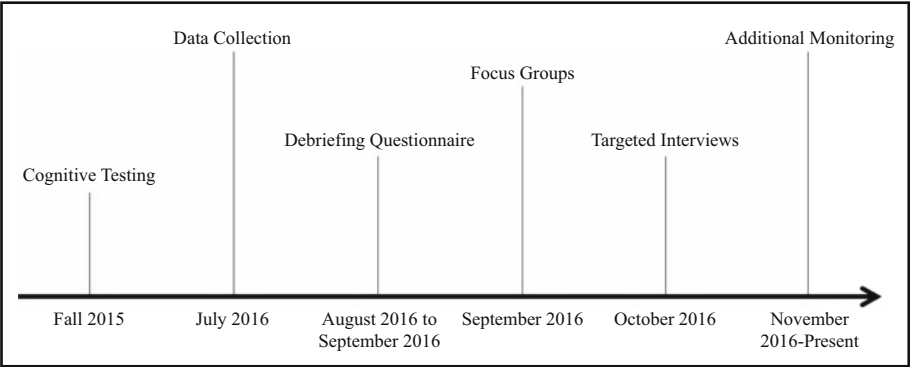 Data Collection
Additional Monitoring
Focus Groups
Debriefing Questionnaire
Targeted Interviews
Cognitive Testing
Fall 2015
July 2016
August 2016 to
September 2016
September 2016
October 2016
November
2016-Present